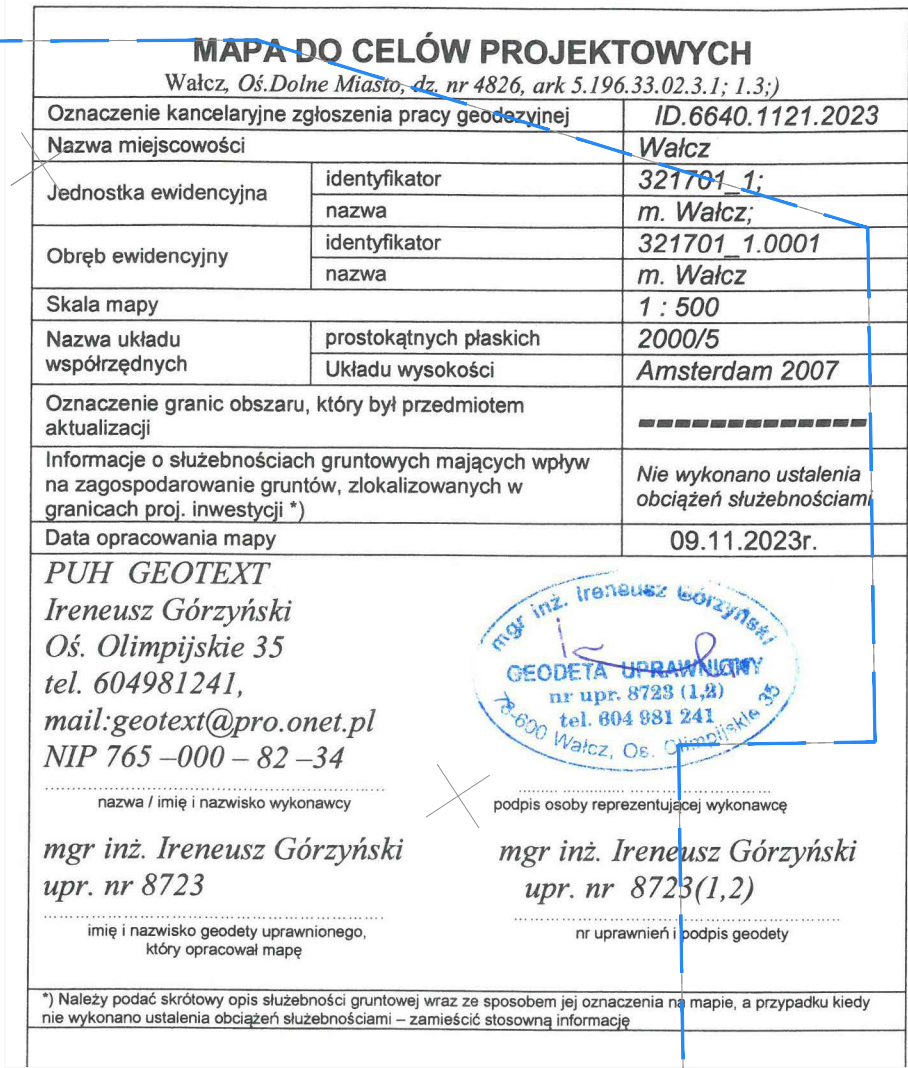 MAPA DO CELÓW PROJEKTOWYCH
Wałcz, Oś.Dolne Miasto, dz. nr 4826, ark 5.196.33.02.3.1; 1.3;)
Oznaczenie kancelaryjne zgłoszenia pracy geodezyjnej ID.6640.1121.2023
Nazwa miejscowości Wałcz
Jednostka ewidencyjna identyfikator 321701_1;
nazwa m. Wałcz;
Obręb ewidencyjny identyfikator 321701_1.0001
nazwa m. Wałcz
Skala mapy 1 : 500
Nazwa układu współrzędnych prostokątnych płaskich 2000/5
Układu wysokości Amsterdam 2007
Oznaczenie granic obszaru, który był przedmiotem
aktualizacji
Informacje o służebnościach gruntowych mających wpływ
na zagospodarowanie gruntów, zlokalizowanych w
granicach proj. inwestycji *)
Nie wykonano ustalenia
obciążeń służebnościami
Data opracowania mapy 09.11.2023r.
PUH GEOTEXT
Ireneusz Górzyński
Oś. Olimpijskie 35
tel. 604981241,
mail:geotext@pro.onet.pl
NIP 765 –000 – 82 –34
nazwa / imię i nazwisko wykonawcy
mgr inż. Ireneusz Górzyński
GEODETA UPRAWNIONY
nr upr. 8723 (1,2)
tel. 604 981 241
78-600 Wałcz, Os. Olimpijskie 35
podpis osoby reprezentującej wykonawcę
mgr inż. Ireneusz Górzyński
upr. nr 8723
imię i nazwisko geodety uprawnionego,
który opracował mapę
mgr inż. Ireneusz Górzyński
upr. nr 8723(1,2)
nr uprawnień i podpis geodety
*) Należy podać skrótowy opis służebności gruntowej wraz ze sposobem jej oznaczenia na mapie, a przypadku kiedy
nie wykonano ustalenia obciążeń służebnościami – zamieścić stosowną informację